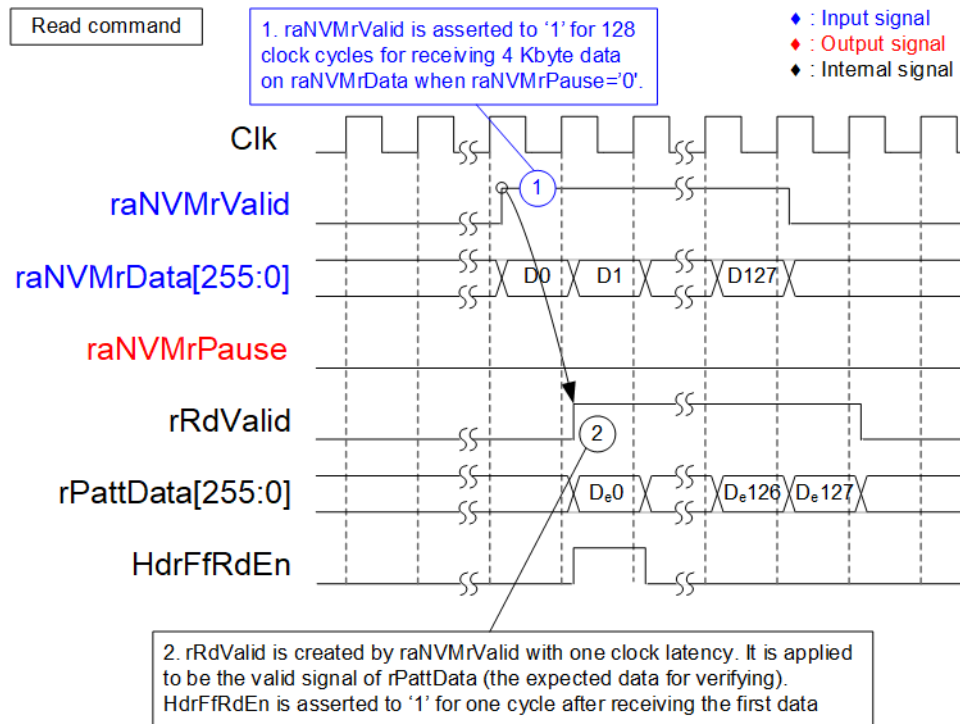 Read command
1. raNVMrValid is asserted to ‘1’ for 128
clock cycles for receiving 4 Kbyte data
on raNVMrData when raNVMrPause=‘0’.
♦ : Input signal
♦ : Output signal
♦ : Internal signal
Clk
raNVMrValid
1
raNVMrData[255:0]
D0
D1
D127
raNVMrPause
rRdValid
2
rPattData[255:0]
Dₑ0
Dₑ126
Dₑ127
HdrFfRdEn
2. rRdValid is created by raNVMrValid with one clock latency. It is applied
to be the valid signal of rPattData (the expected data for verifying).
HdrFfRdEn is asserted to ‘1’ for one cycle after receiving the first data